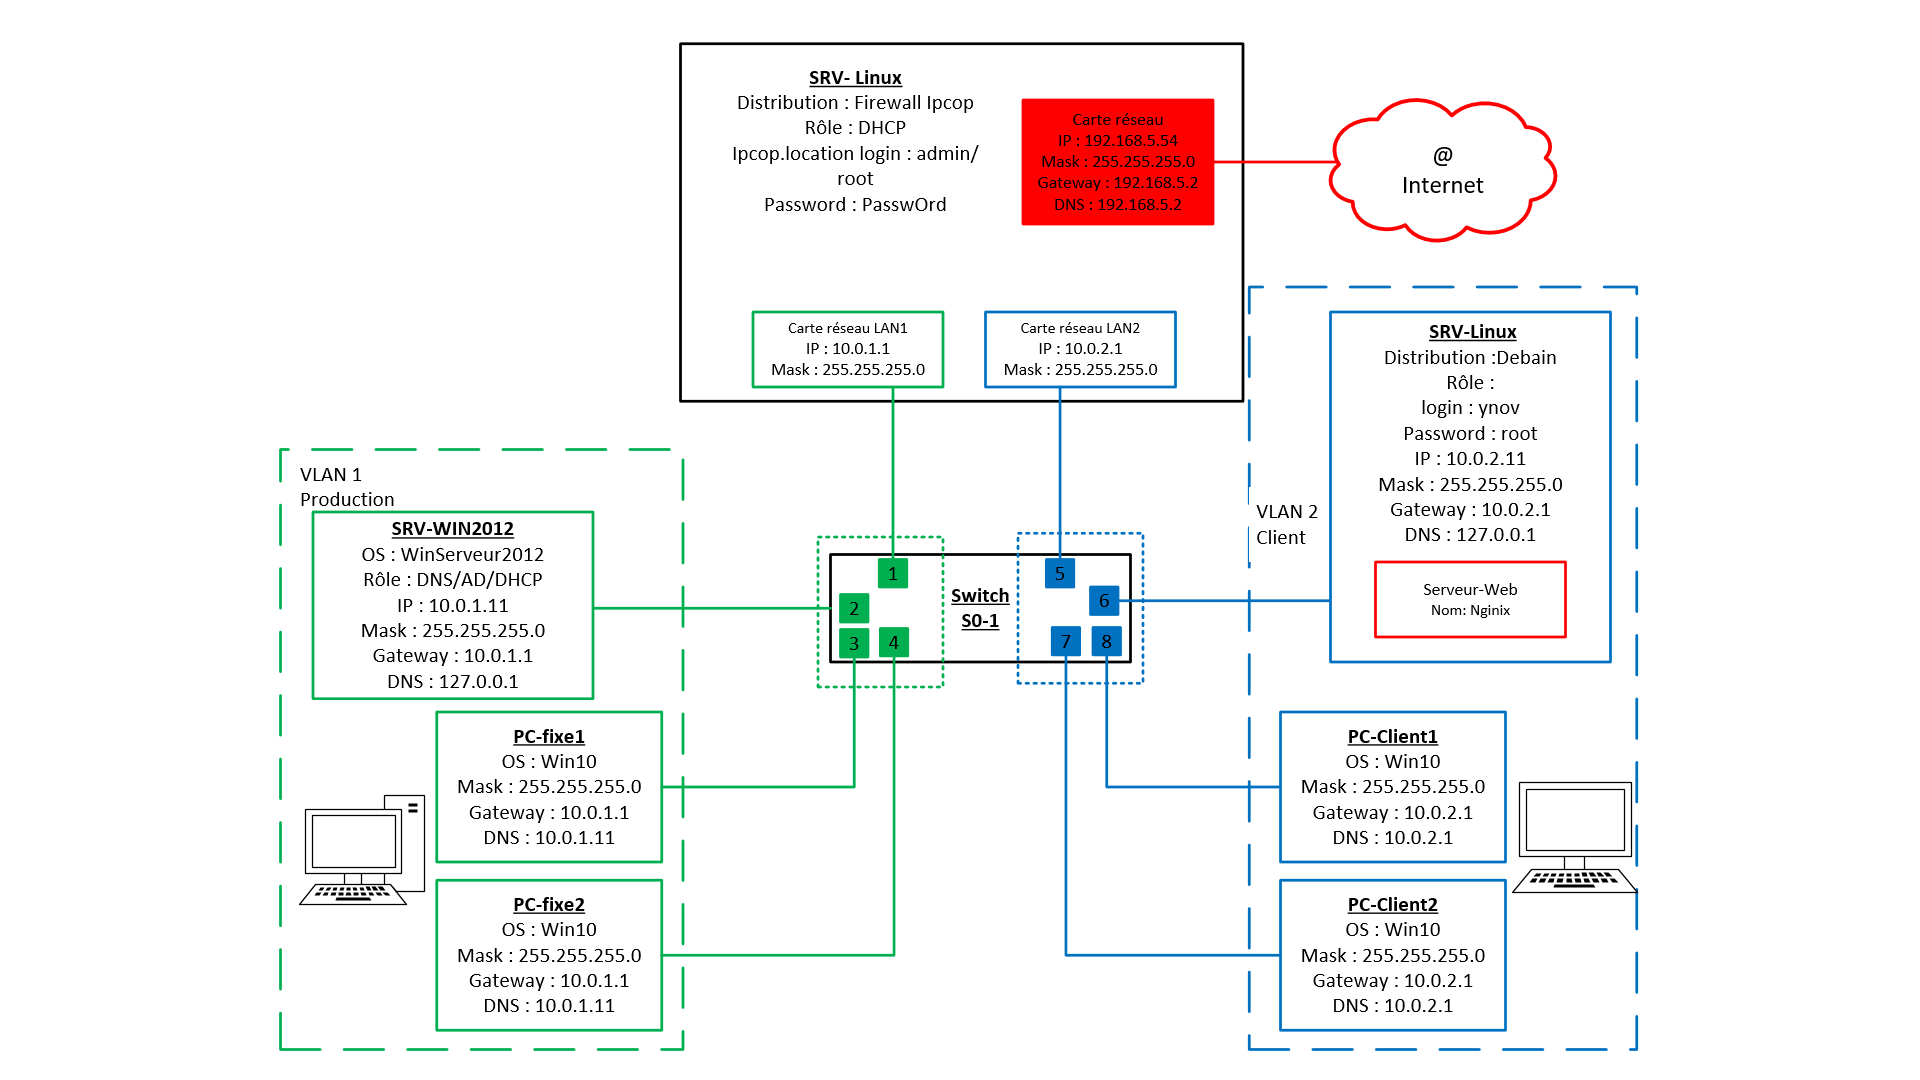 SRV- Linux
Distribution : Firewall Ipcop
Rôle : DHCP
Ipcop.location login : admin/
root
Password : PasswOrd
Carte réseau
IP : 192.168.5.54
Mask : 255.255.255.0
Gateway : 192.168.5.2
DNS : 192.168.5.2
@
Internet
Carte réseau LAN1
IP : 10.0.1.1
Mask : 255.255.255.0
Carte réseau LAN2
IP : 10.0.2.1
Mask : 255.255.255.0
VLAN 1
Production
SRV-WIN2012
OS : WinServeur2012
Rôle : DNS/AD/DHCP
IP : 10.0.1.11
Mask : 255.255.255.0
Gateway : 10.0.1.1
DNS : 127.0.0.1
PC-fixe1
OS : Win10
Mask : 255.255.255.0
Gateway : 10.0.1.1
DNS : 10.0.1.11
PC-fixe2
OS : Win10
Mask : 255.255.255.0
Gateway : 10.0.1.1
DNS : 10.0.1.11
1
2
3
4
Switch
S0-1
5
6
7
8
VLAN 2
Client
SRV-Linux
Distribution :Debain
Rôle :
login : ynov
Password : root
IP : 10.0.2.11
Mask : 255.255.255.0
Gateway : 10.0.2.1
DNS : 127.0.0.1
Serveur-Web
Nom: Nginix
PC-Client1
OS : Win10
Mask : 255.255.255.0
Gateway : 10.0.2.1
DNS : 10.0.2.1
PC-Client2
OS : Win10
Mask : 255.255.255.0
Gateway : 10.0.2.1
DNS : 10.0.2.1